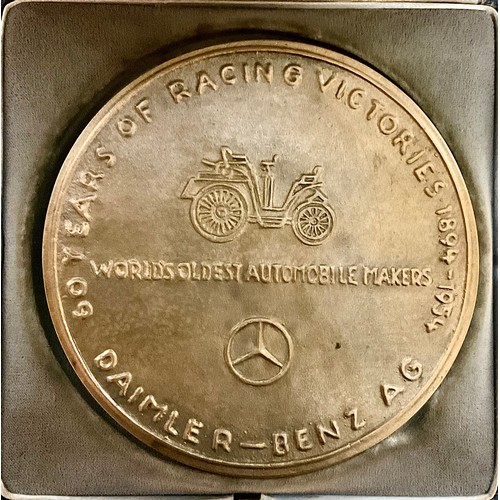 60 YEARS OF RACING VICTORIES 1894-1954
WORLDS OLDEST AUTOMOBILE MAKERS
DAIMLER-BENZ AG